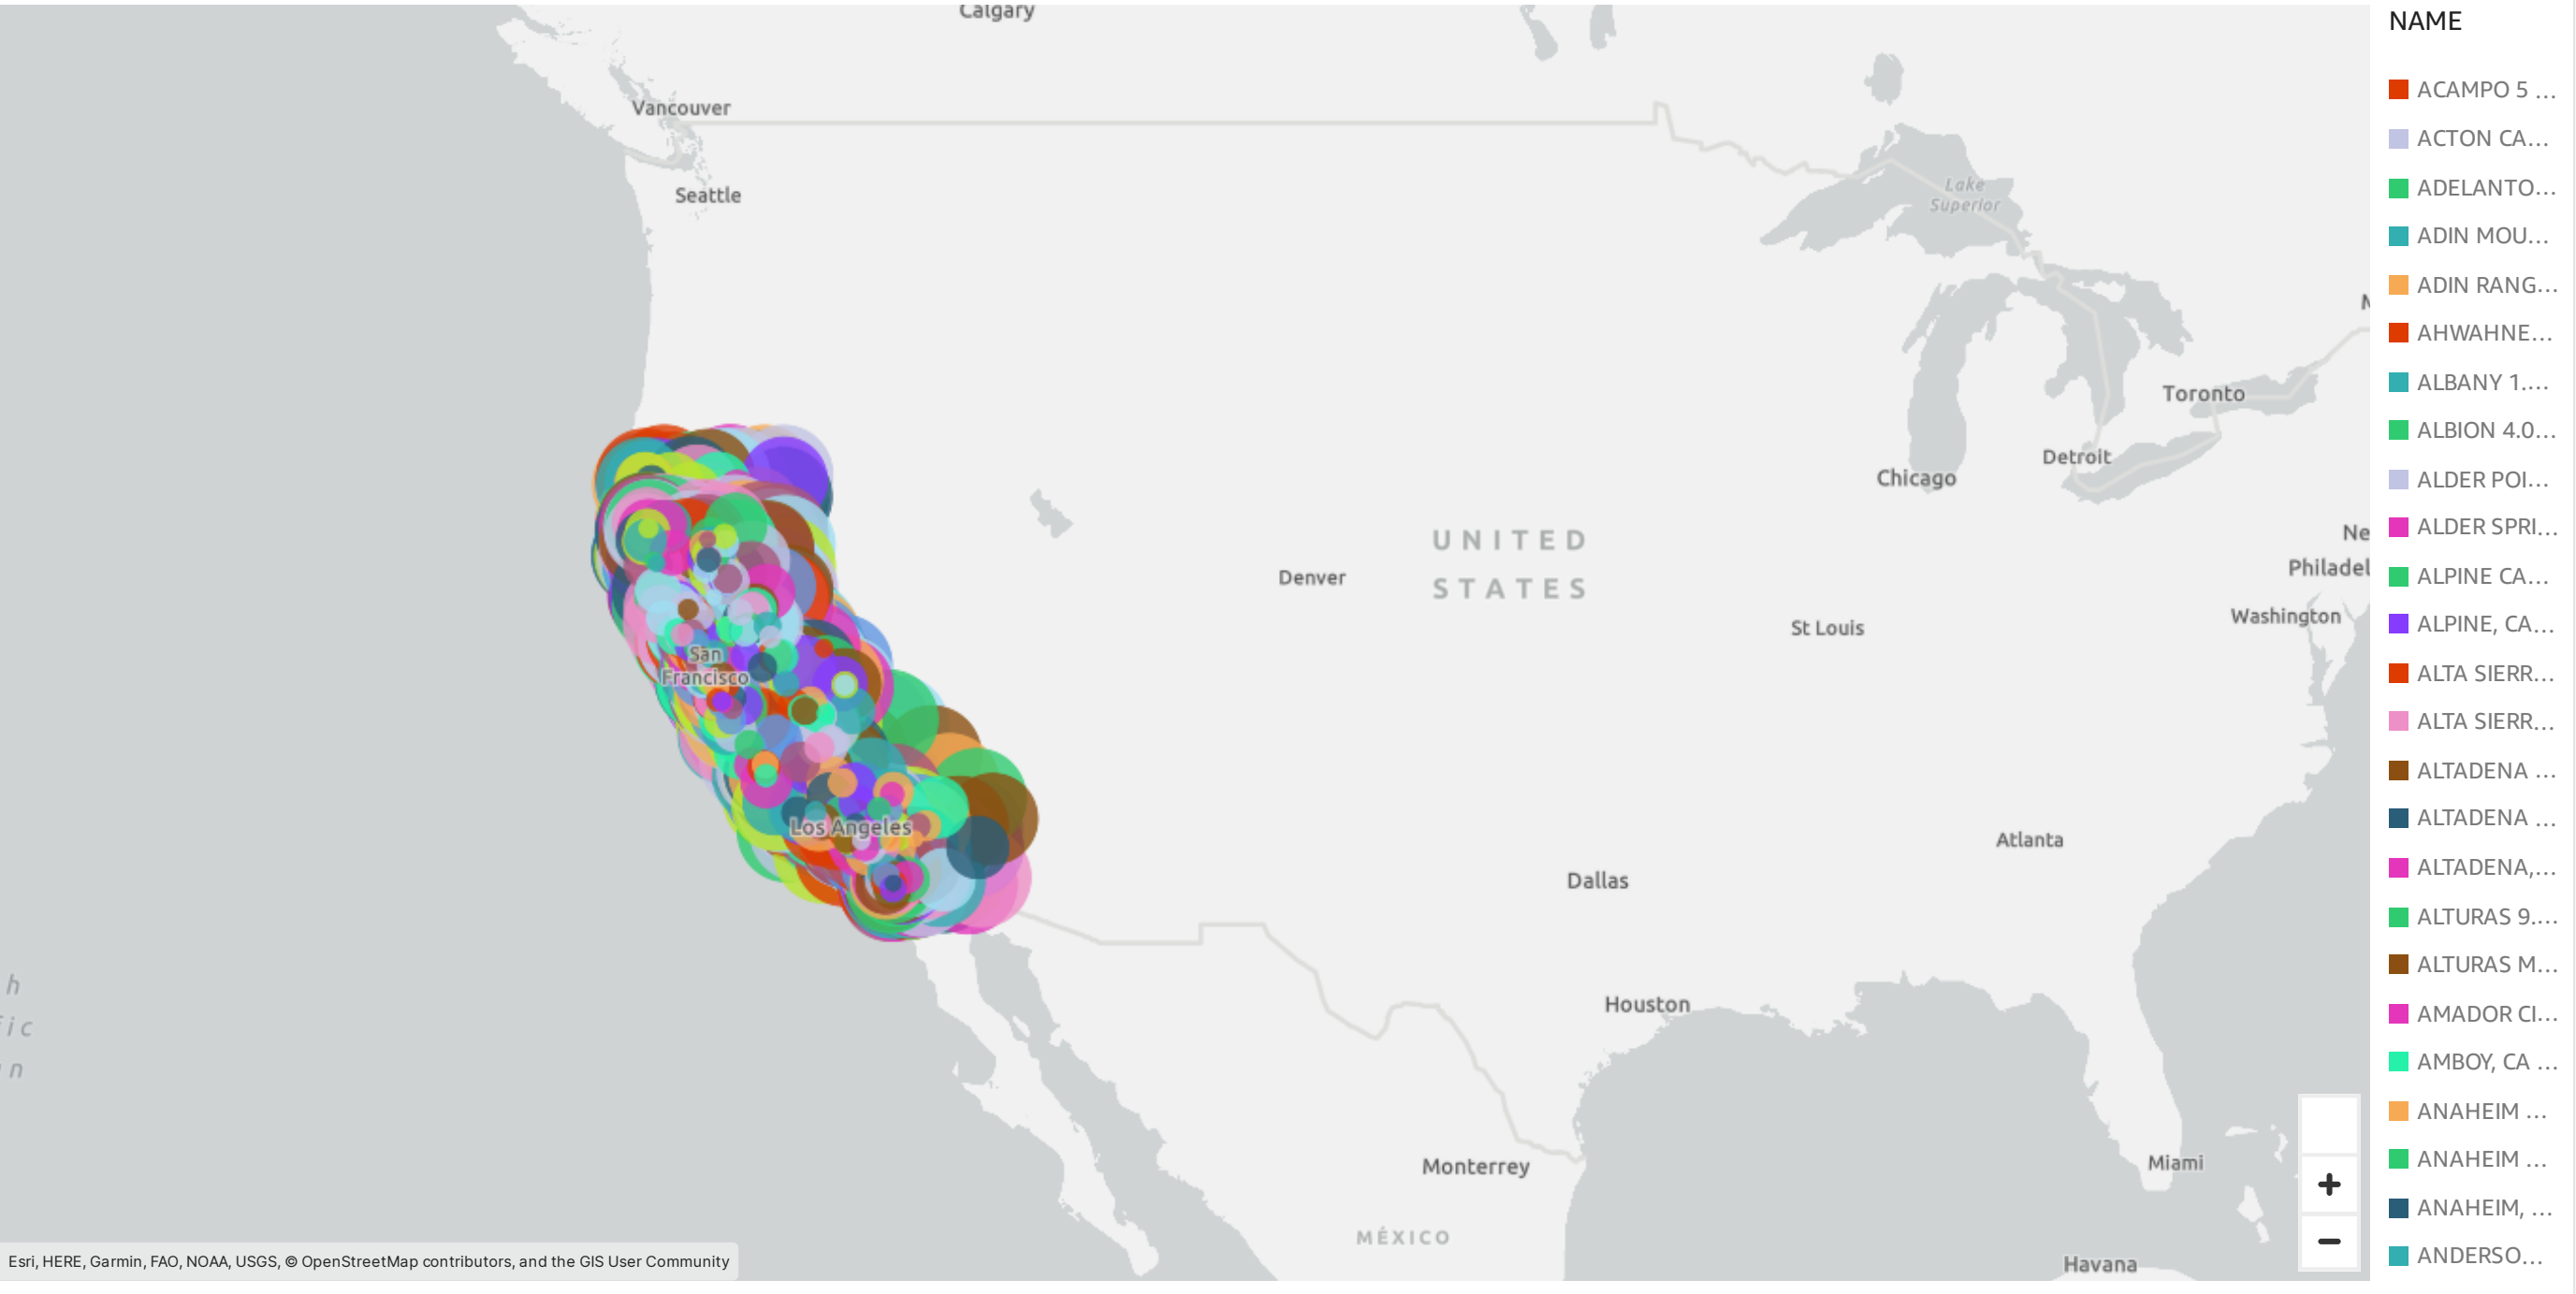 Calgary
Vancouver
Seattle
Lake
Superior
Toronto
Detroit
Chicago
UNITED
STATES
Ne
Denver
Philadel
Washington
St Louis
San
Francisco
Los Angeles
Atlanta
Dallas
h
Houston
fic
n
Monterrey
Miami
MÉXICO
Havana
+
−
Esri, HERE, Garmin, FAO, NOAA, USGS, © OpenStreetMap contributors, and the GIS User Community
NAME
ACAMPO 5 ...
ACTON CA...
ADELANTO...
ADIN MOU...
ADIN RANG...
AHWAHNE...
ALBANY 1....
ALBION 4.0...
ALDER POI...
ALDER SPRI...
ALPINE CA...
ALPINE, CA...
ALTA SIERR...
ALTA SIERR...
ALTADENA ...
ALTADENA ...
ALTADENA,...
ALTURAS 9....
ALTURAS M...
AMADOR CI...
AMBOY, CA ...
ANAHEIM ...
ANAHEIM ...
ANAHEIM, ...
ANDERSO...